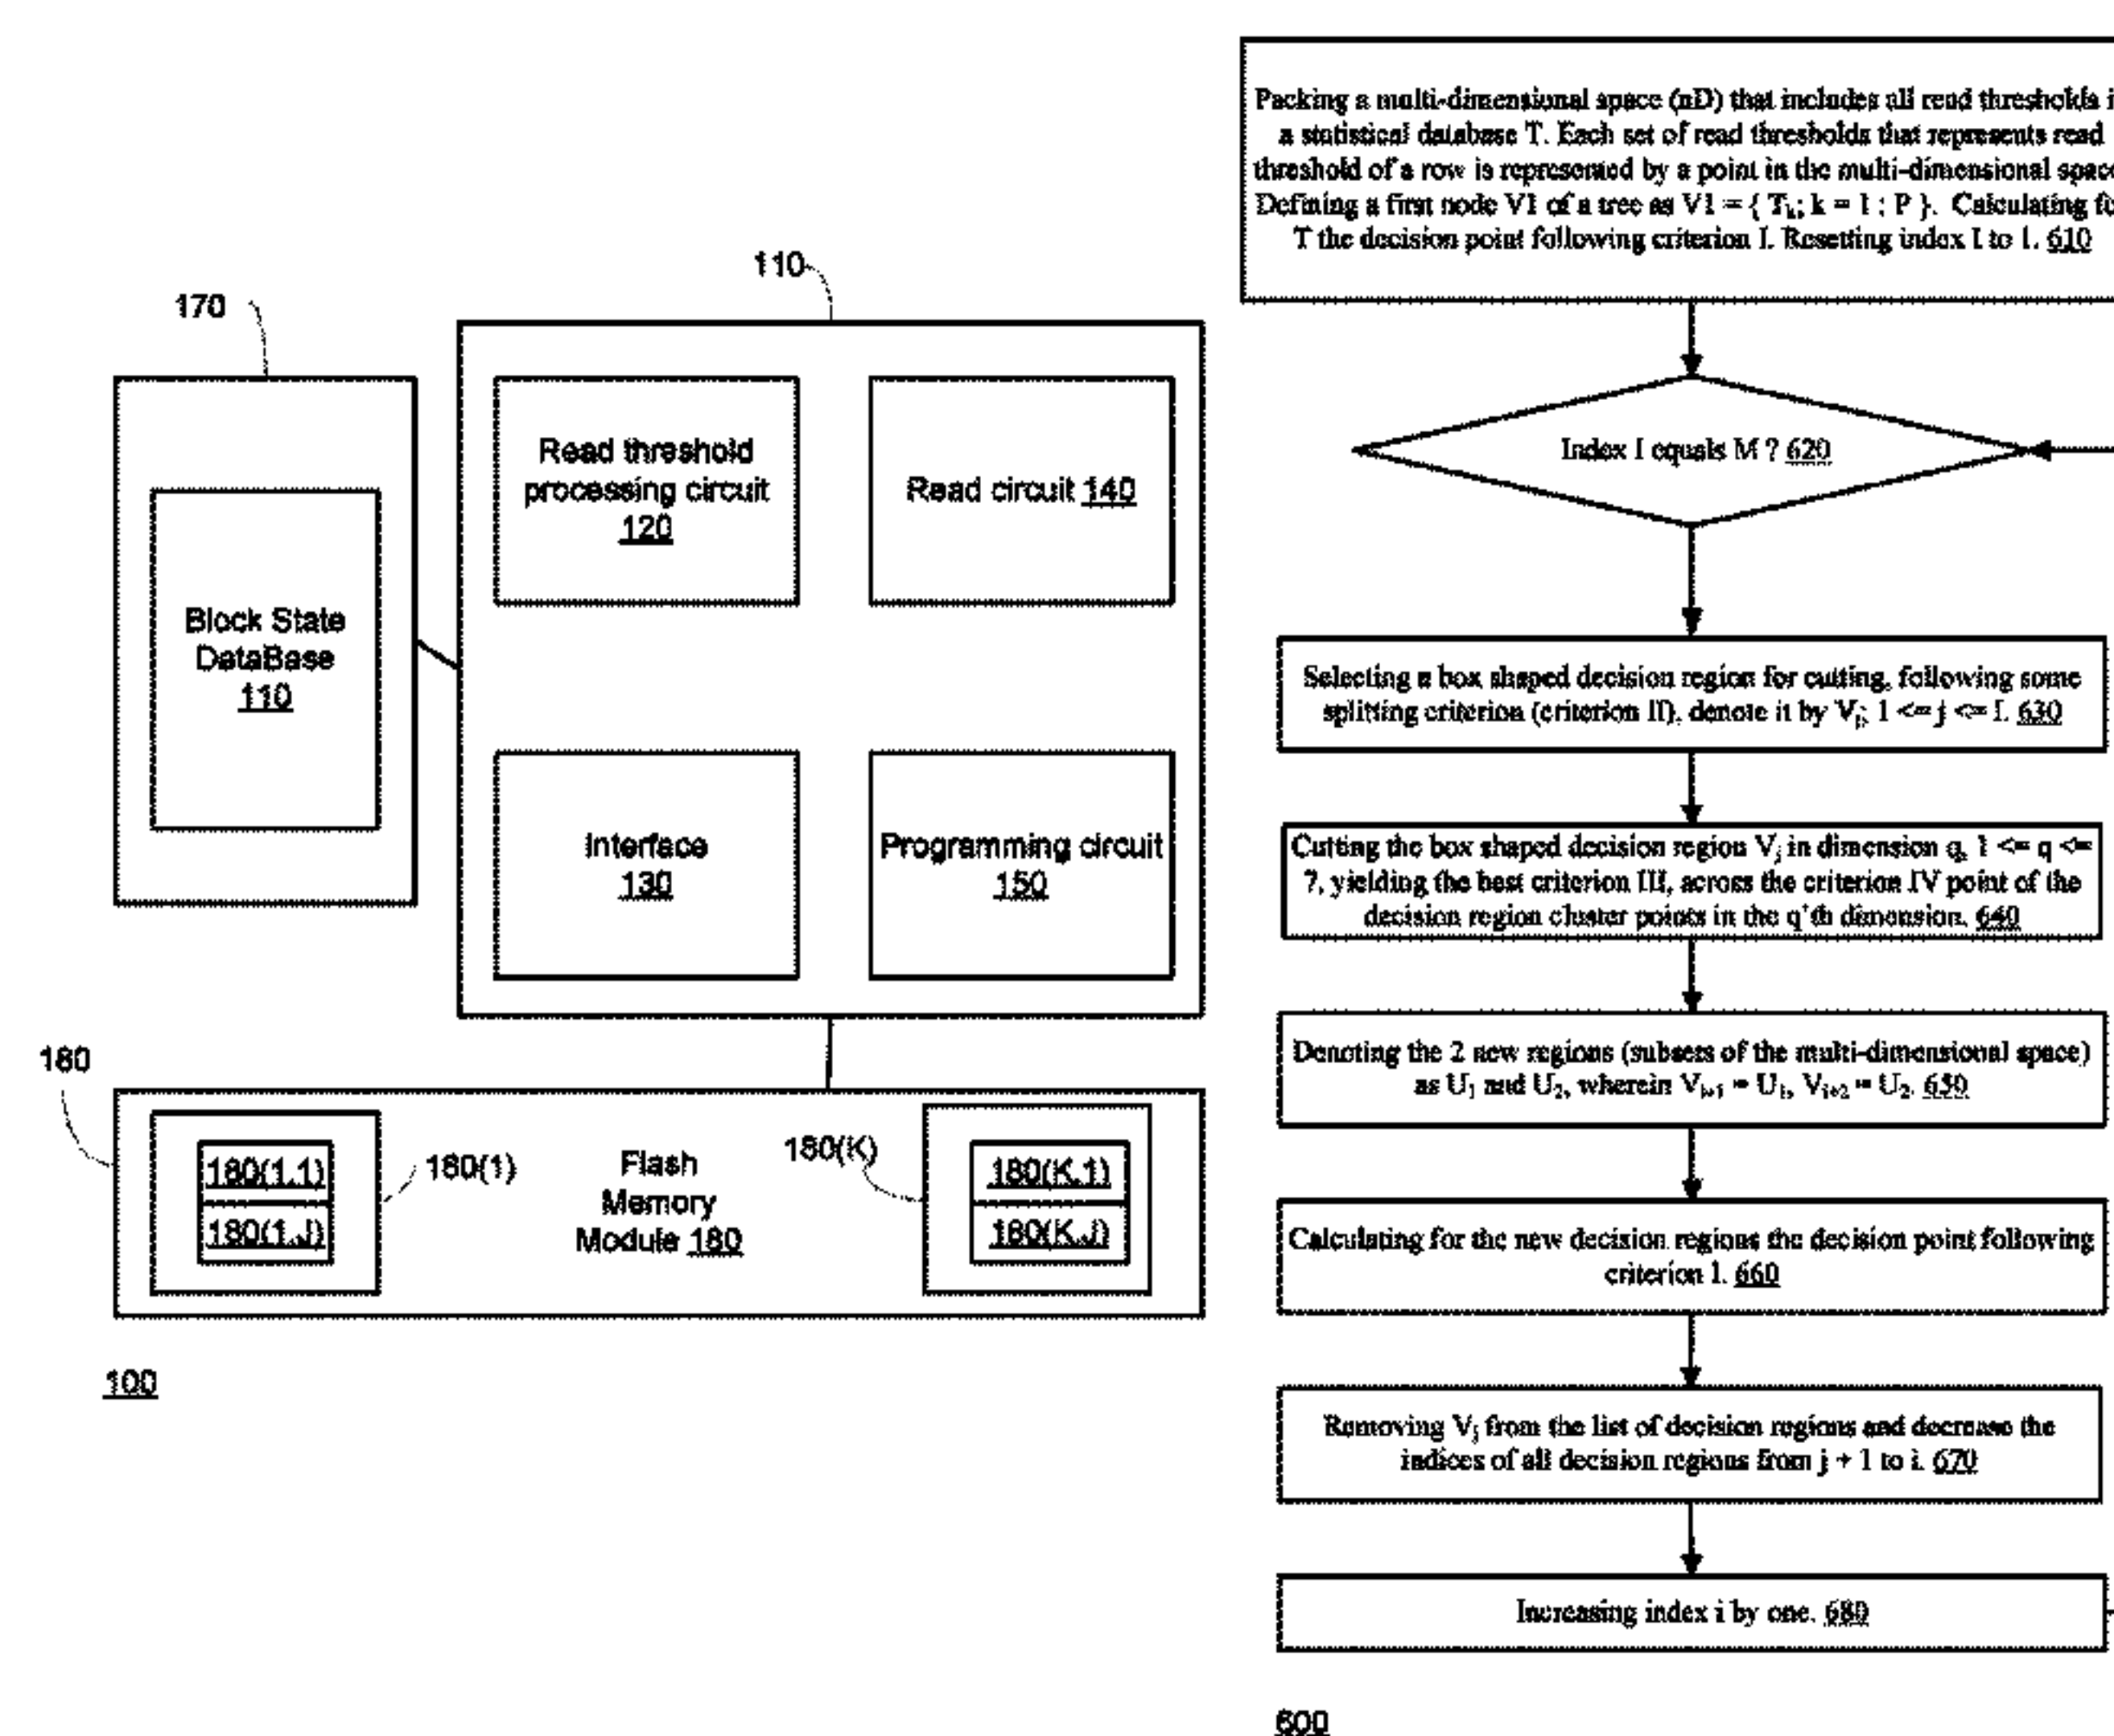 110
170
Read threshold
processing circuit
120
Read circuit 140
Block State
DataBase
110
Interface
130
Programming circuit
150
180
180(1,1)
180(1,J)
180(1)
Flash
Memory
Module 180
180(K)
180(K,1)
180(K,J)
100
Packing a multi-dimensional space (nD) that includes all read thresholds i
a statistical database T. Each set of read thresholds that represents read
threshold of a row is represented by a point in the multi-dimensional space
Defining a first node V1 of a tree as V1 = { Tk; k = 1 : P }. Calculating fo
T the decision point following criterion I. Resetting index I to 1. 610
Index I equals M ? 620
Selecting a box shaped decision region for cutting, following some
splitting criterion (criterion II), denote it by Vj; 1 <= j <= I. 630
Cutting the box shaped decision region Vj in dimension q, 1 <= q <=
7, yielding the best criterion III, across the criterion IV point of the
decision region cluster points in the q'th dimension. 640
Denoting the 2 new regions (subsets of the multi-dimensional space)
as U1 and U2, wherein Vi+1 = U1, Vi+2 = U2. 650
Calculating for the new decision regions the decision point following
criterion I. 660
Removing Vj from the list of decision regions and decrease the
indices of all decision regions from j + 1 to i. 670
Increasing index i by one. 680
600